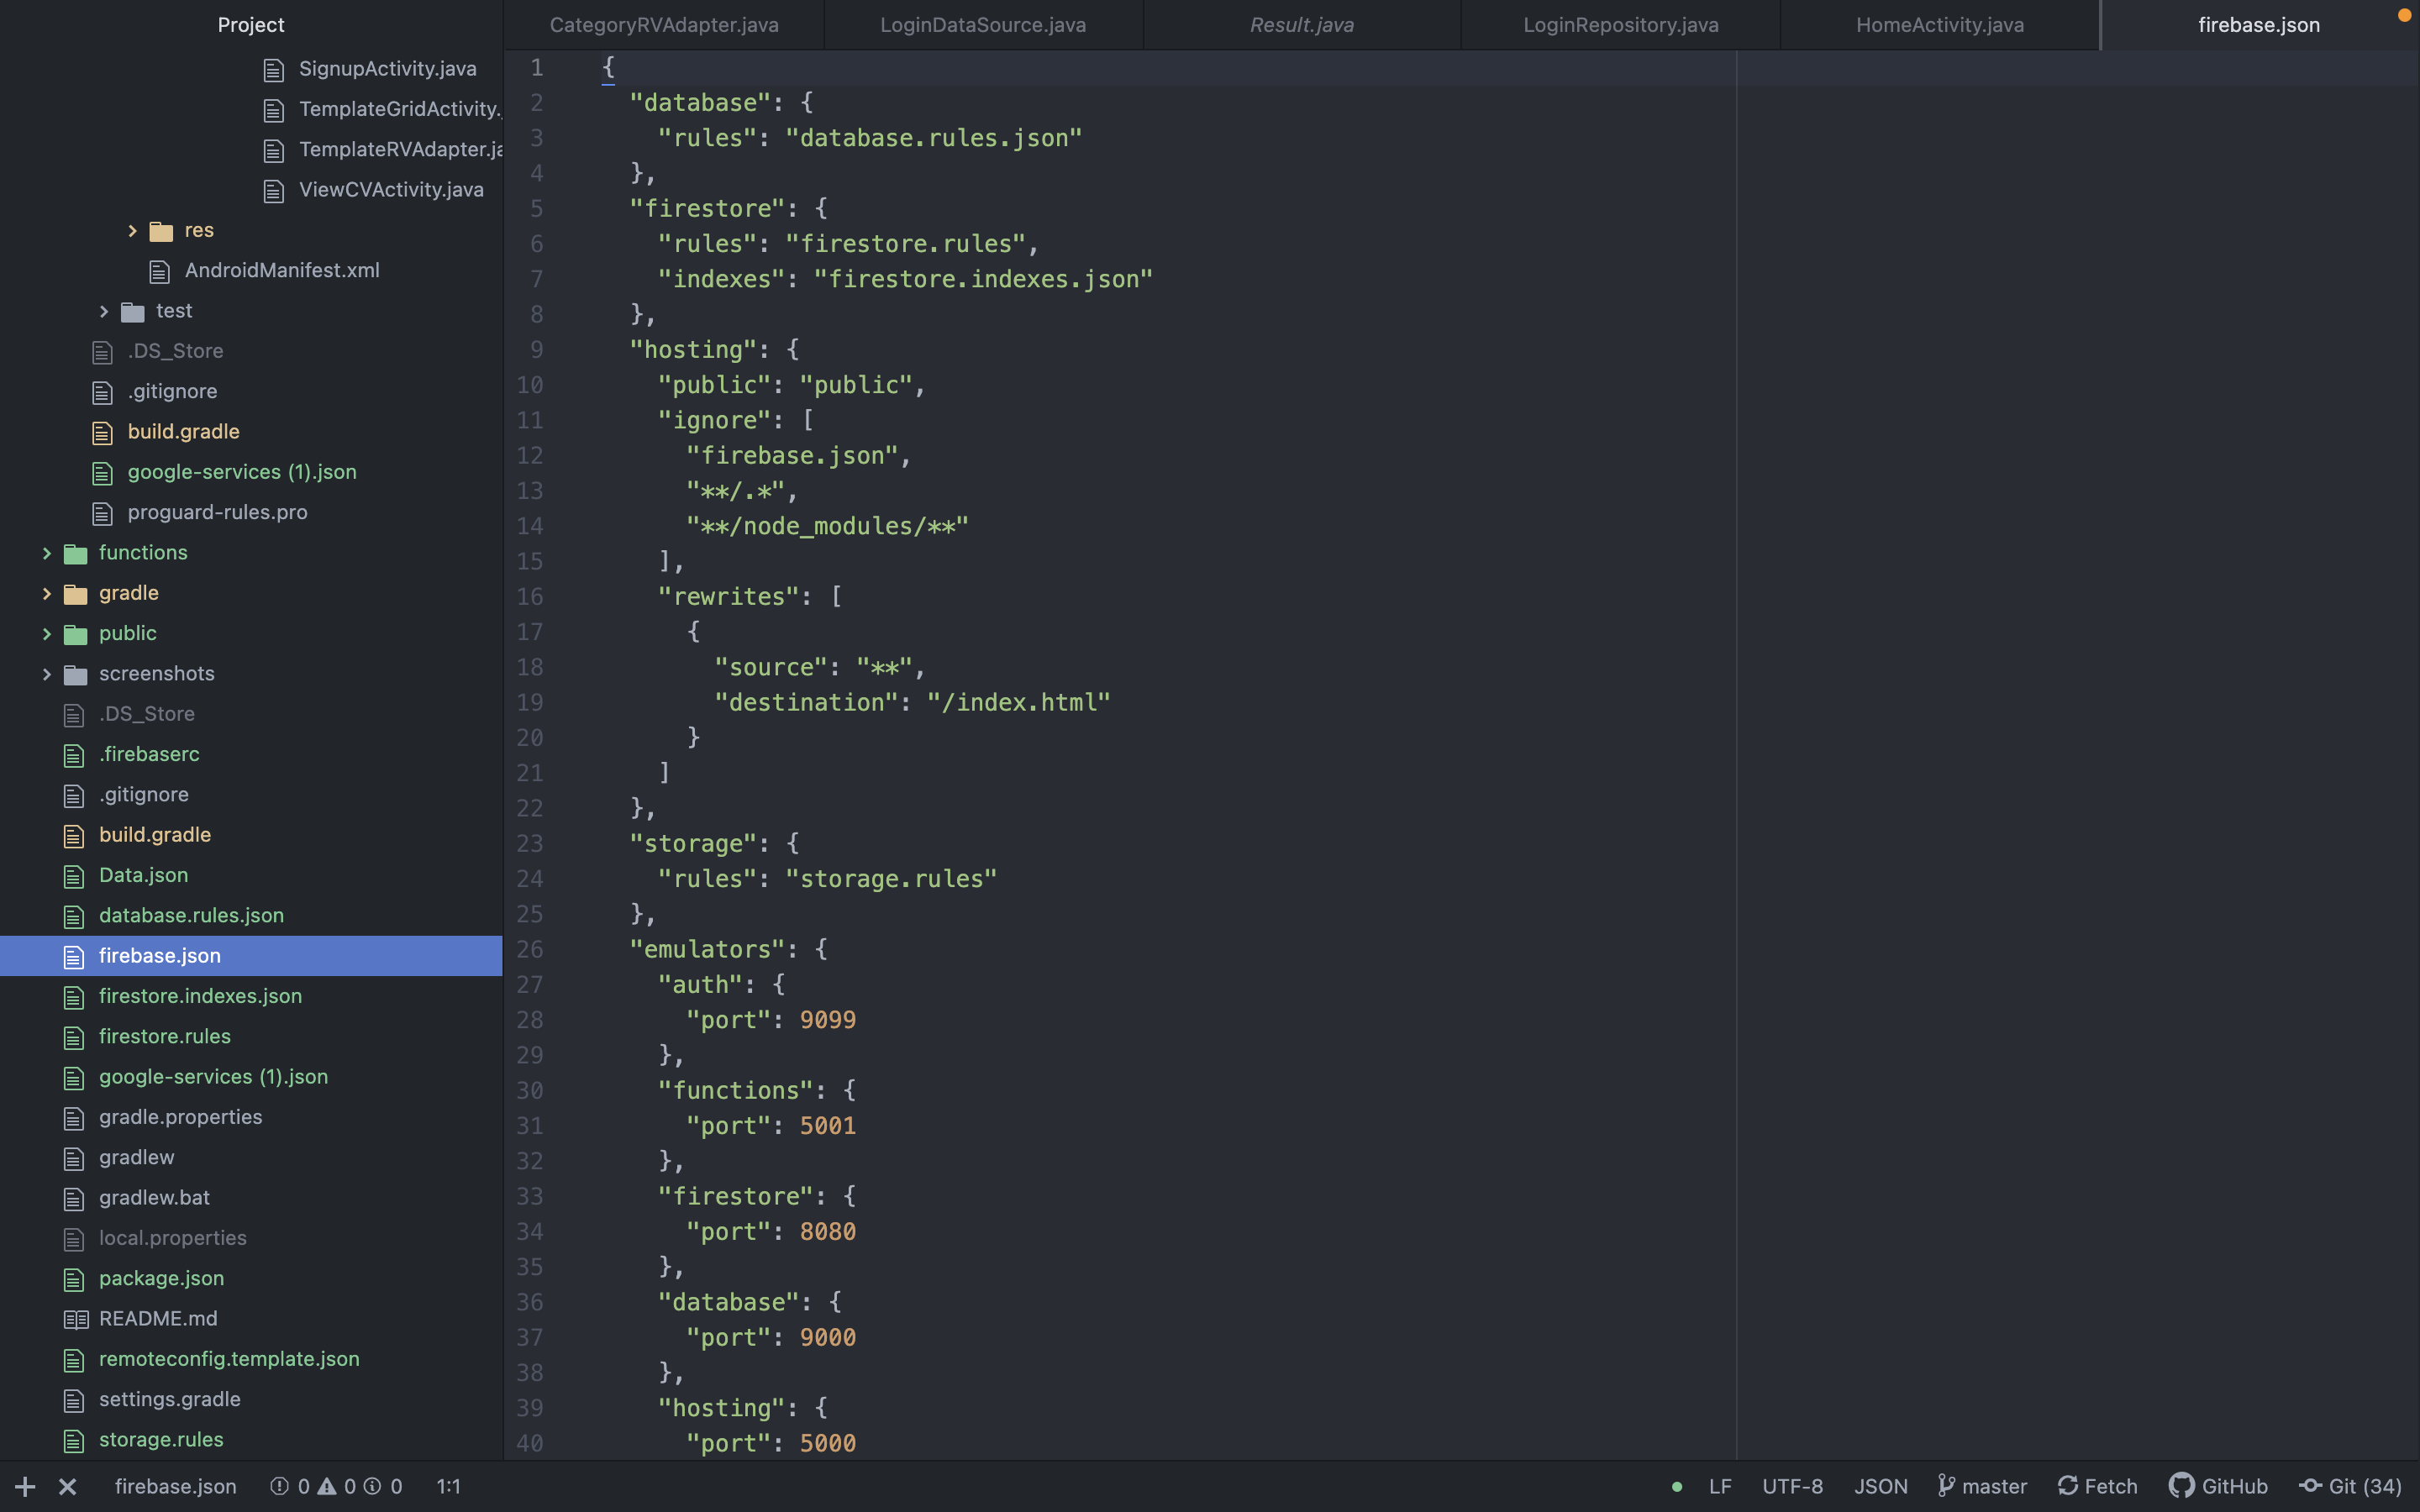 Project
SignupActivity.java
TemplateGridActivity.
TemplateRVAdapter.ja
ViewCVActivity.java
res
AndroidManifest.xml
test
.DS_Store
.gitignore
build.gradle
google-services (1).json
proguard-rules.pro
functions
gradle
public
screenshots
.DS_Store
.firebaserc
.gitignore
build.gradle
Data.json
database.rules.json
firebase.json
firestore.indexes.json
firestore.rules
google-services (1).json
gradle.properties
gradlew
gradlew.bat
local.properties
package.json
README.md
remoteconfig.template.json
settings.gradle
storage.rules
CategoryRVAdapter.java LoginDataSource.java Result.java LoginRepository.java HomeActivity.java firebase.json
1 {
2 "database": {
3 "rules": "database.rules.json"
4 },
5 "firestore": {
6 "rules": "firestore.rules",
7 "indexes": "firestore.indexes.json"
8 },
9 "hosting": {
10 "public": "public",
11 "ignore": [
12 "firebase.json",
13 "**/.*",
14 "**/node_modules/**"
15 ],
16 "rewrites": [
17 {
18 "source": "**",
19 "destination": "/index.html"
20 }
21 ]
22 },
23 "storage": {
24 "rules": "storage.rules"
25 },
26 "emulators": {
27 "auth": {
28 "port": 9099
29 },
30 "functions": {
31 "port": 5001
32 },
33 "firestore": {
34 "port": 8080
35 },
36 "database": {
37 "port": 9000
38 },
39 "hosting": {
40 "port": 5000
firebase.json 0 0 0 1:1 LF UTF-8 JSON master Fetch GitHub Git (34)